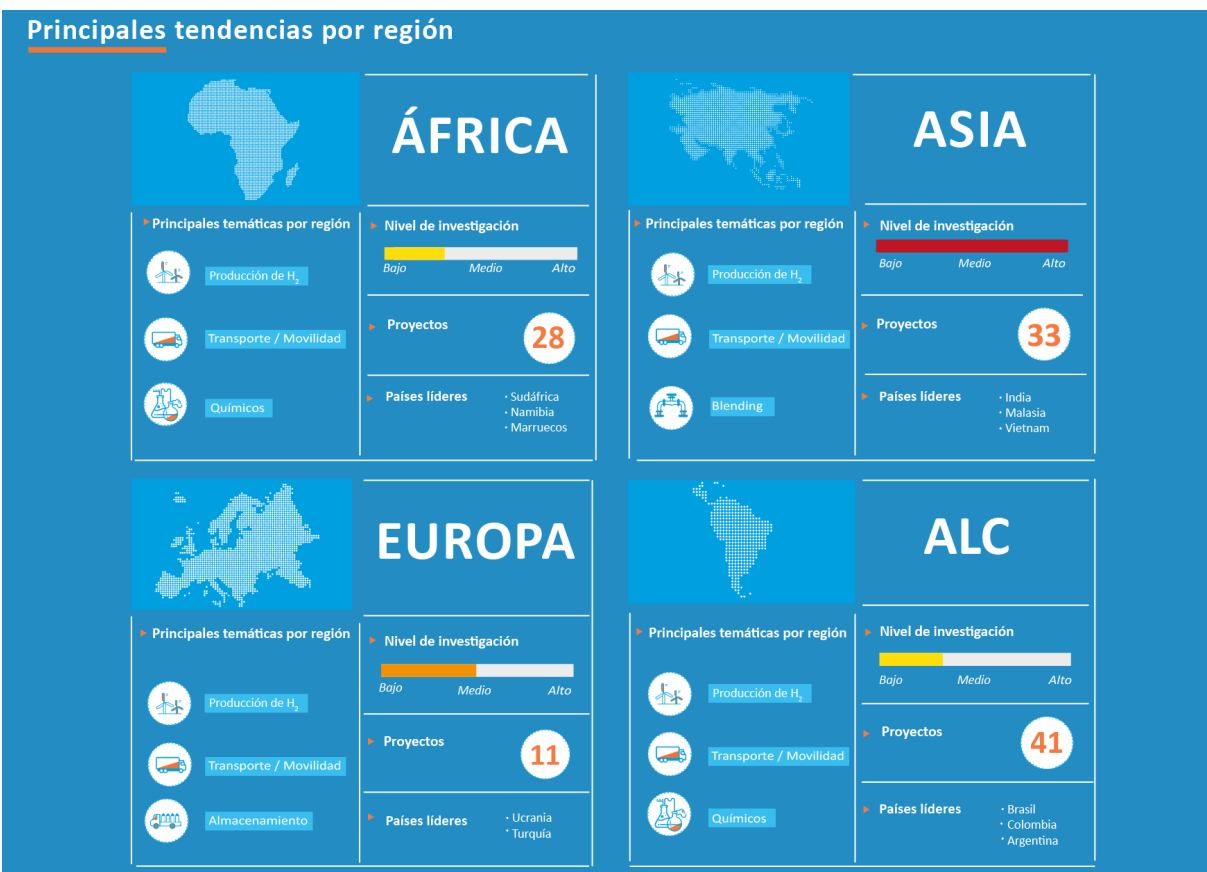 Principales tendencias por región
ÁFRICA
Principales temáticas por región
Producción de H₂
Transporte / Movilidad
Químicos
Nivel de investigación
Bajo Medio Alto
Proyectos
28
Países líderes
· Sudáfrica
· Namibia
· Marruecos
ASIA
Principales temáticas por región
Producción de H₂
Transporte / Movilidad
Blending
Nivel de investigación
Bajo Medio Alto
Proyectos
33
Países líderes
· India
· Malasia
· Vietnam
EUROPA
Principales temáticas por región
Producción de H₂
Transporte / Movilidad
Almacenamiento
Nivel de investigación
Bajo Medio Alto
Proyectos
11
Países líderes
· Ucrania
· Turquía
ALC
Principales temáticas por región
Producción de H₂
Transporte / Movilidad
Químicos
Nivel de investigación
Bajo Medio Alto
Proyectos
41
Países líderes
· Brasil
· Colombia
· Argentina